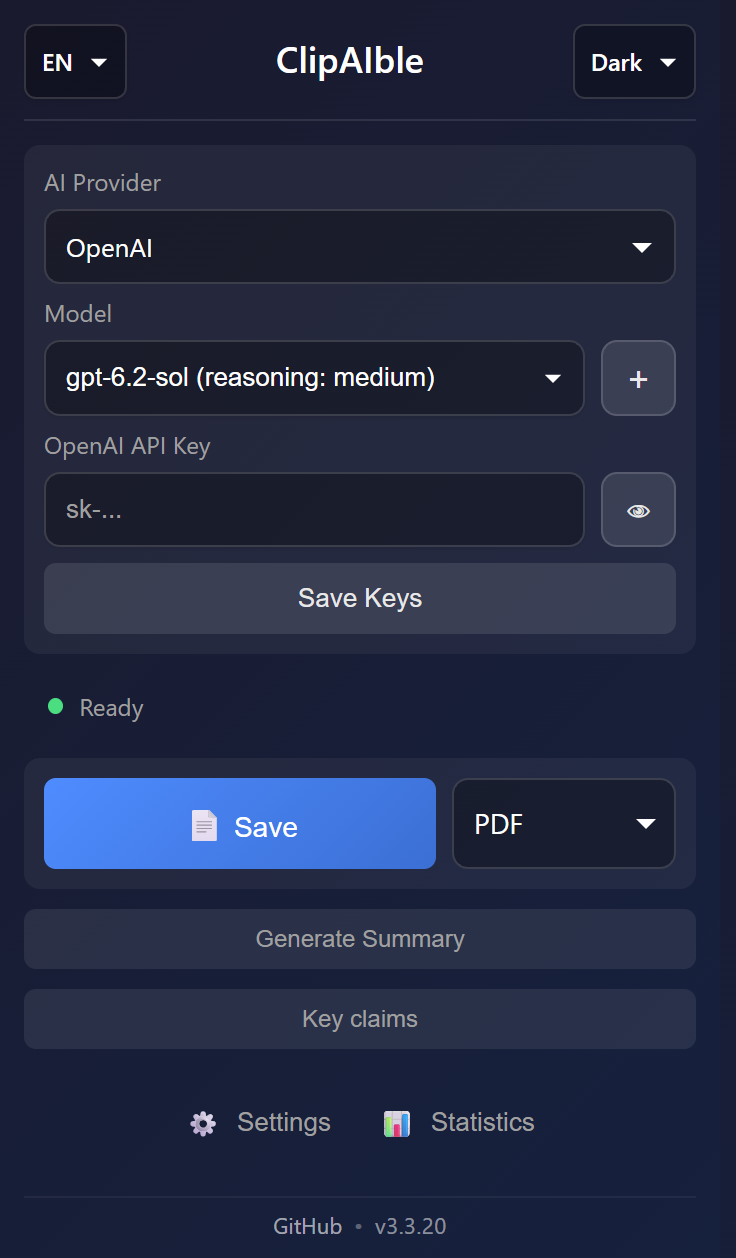 EN
ClipAIble
Dark
AI Provider
OpenAI
Model
gpt-6.2-sol (reasoning: medium)
+
OpenAI API Key
sk-...
Save Keys
Ready
Save
PDF
Generate Summary
Key claims
Settings
Statistics
GitHub • v3.3.20